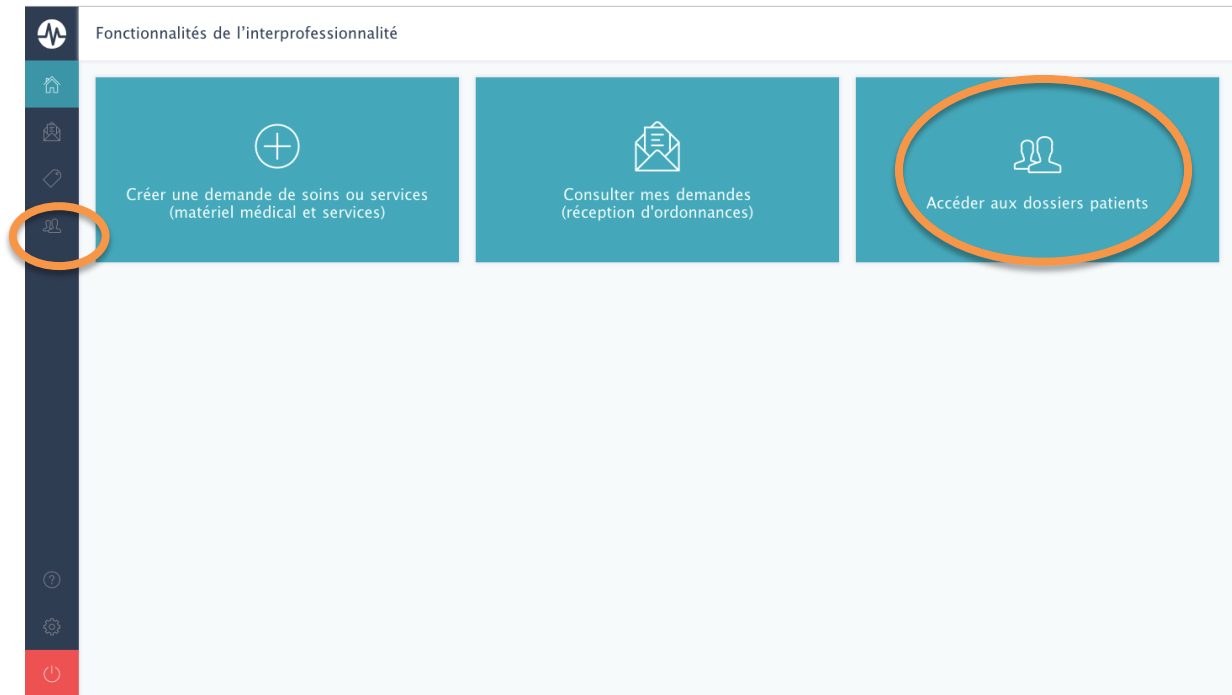 Fonctionnalités de l’interprofessionnalité
Créer une demande de soins ou services
(matériel médical et services)
Consulter mes demandes
(réception d'ordonnances)
Accéder aux dossiers patients